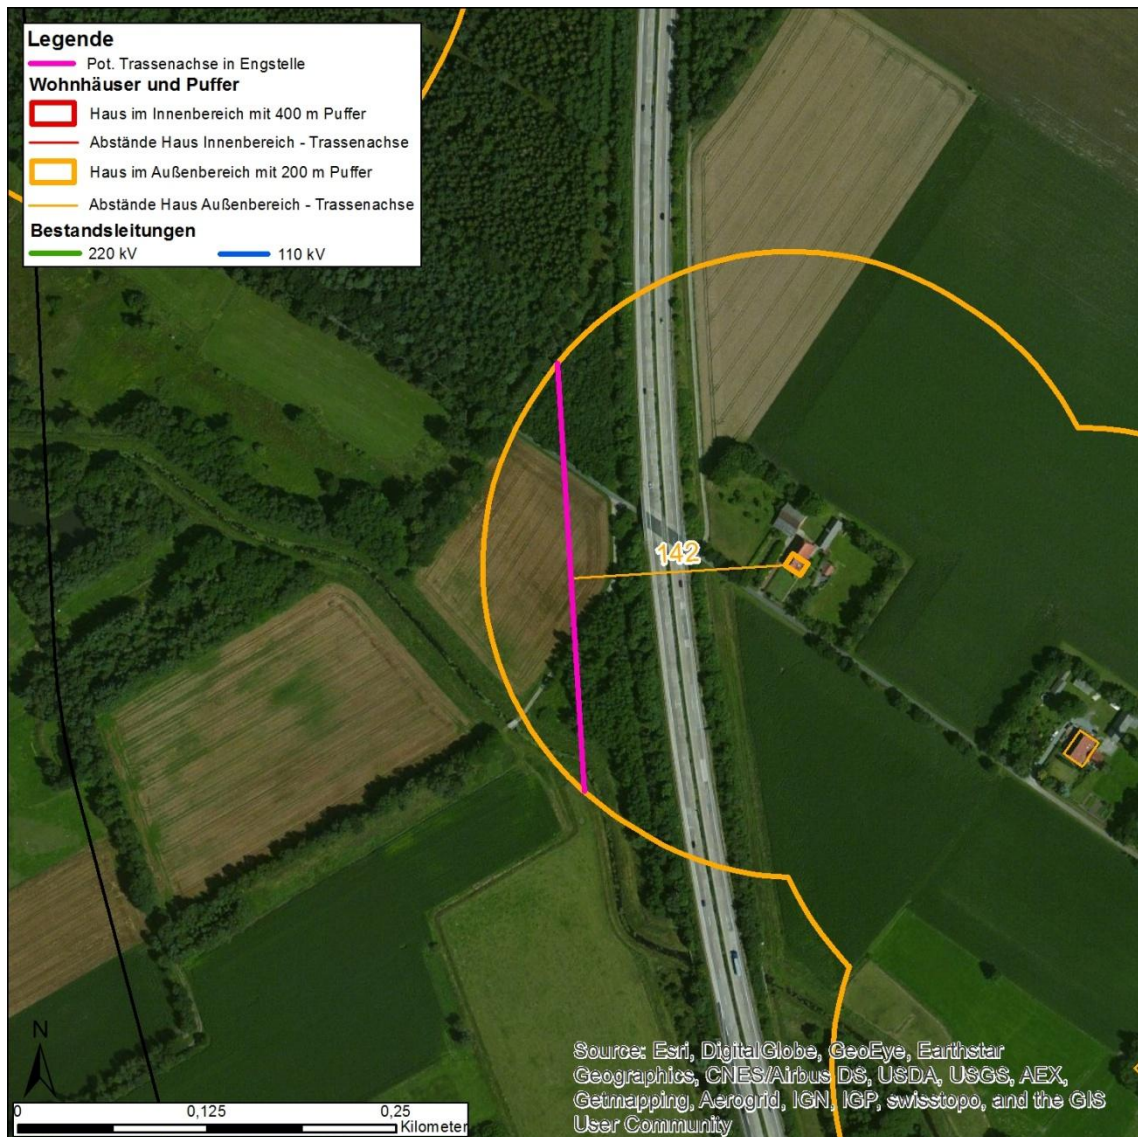 Legende
Pot. Trassenachse in Engstelle
Wohnhäuser und Puffer
Haus im Innenbereich mit 400 m Puffer
Abstände Haus Innenbereich - Trassenachse
Haus im Außenbereich mit 200 m Puffer
Abstände Haus Außenbereich - Trassenachse
Bestandsleitungen
220 kV 110 kV
142
N
Source: Esri, DigitalGlobe, GeoEye, Earthstar
Geographics, CNES/Airbus DS, USDA, USGS, AEX,
Getmapping, Aerogrid, IGN, IGP, swisstopo, and the GIS
User Community
0 0,125 0,25
Kilometer